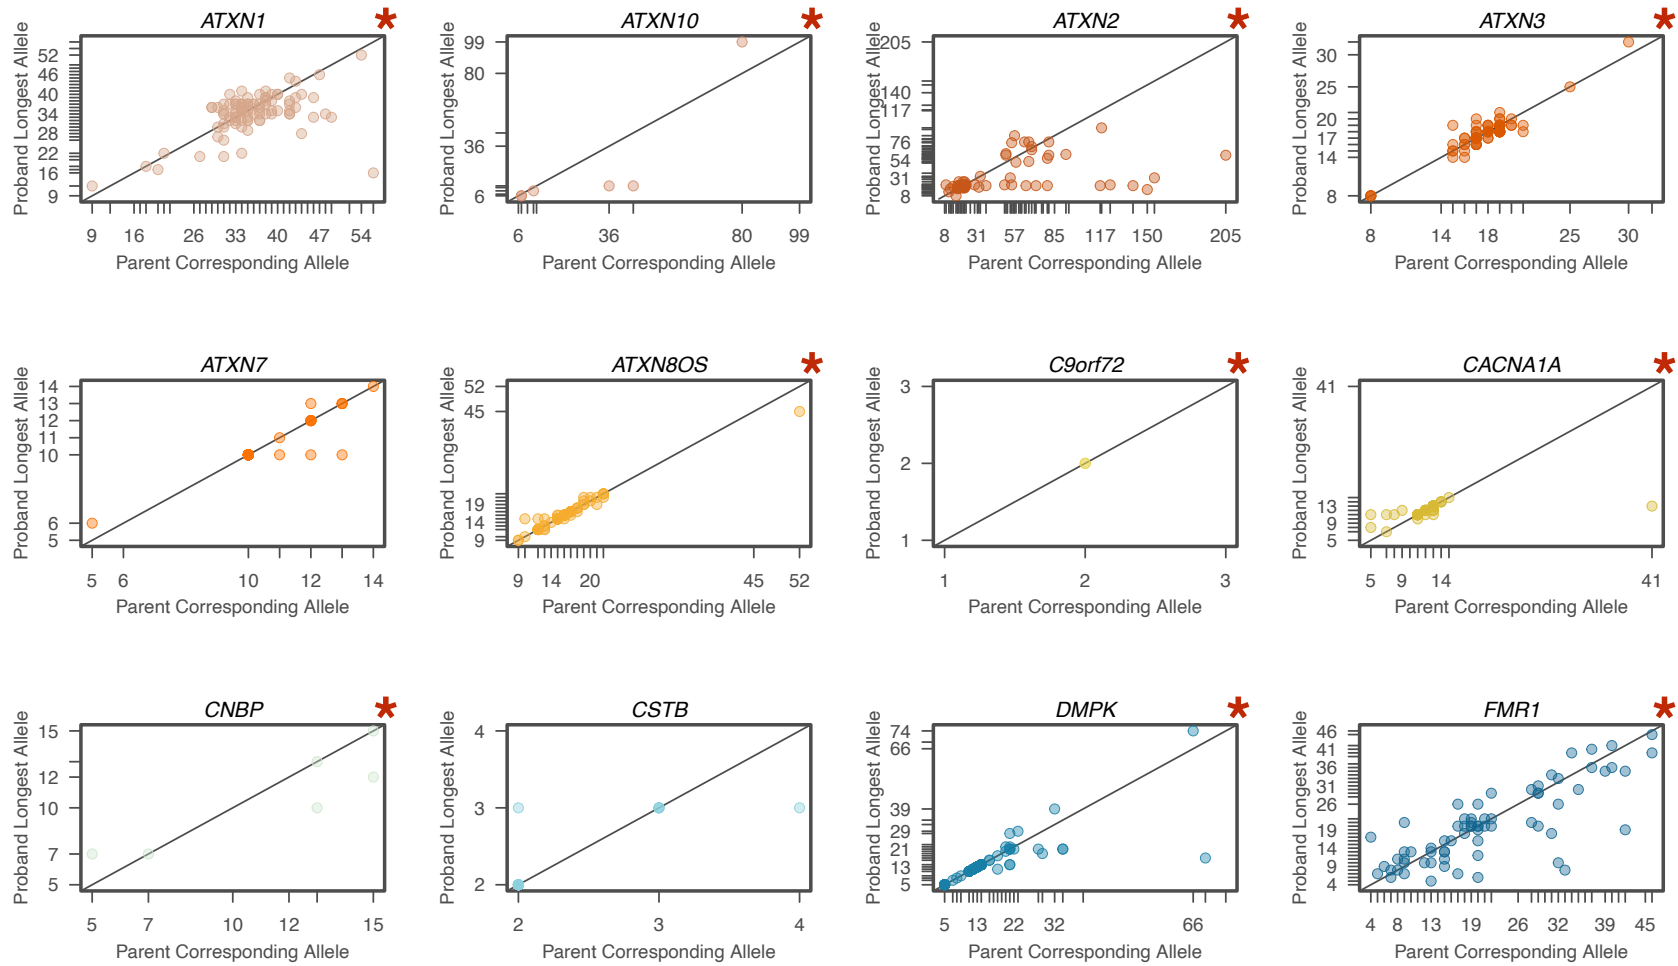 ATXN1 *
Proband Longest Allele
52
46
40
34
28
22
16
9
9 16 26 33 40 47 54
Parent Corresponding Allele
ATXN10 *
Proband Longest Allele
99
80
36
6
6 36 80 99
Parent Corresponding Allele
ATXN2 *
Proband Longest Allele
205
140
117
76
54
31
8
8 31 57 85 117 150 205
Parent Corresponding Allele
ATXN3 *
Proband Longest Allele
30
25
20
17
14
8
8 14 18 25 30
Parent Corresponding Allele
ATXN7
Proband Longest Allele
14
13
12
11
10
6
5
5 6 10 12 14
Parent Corresponding Allele
ATXN8OS *
Proband Longest Allele
52
45
19
14
9
9 14 20 45 52
Parent Corresponding Allele
C9orf72 *
Proband Longest Allele
3
2
1
1 2 3
Parent Corresponding Allele
CACNA1A *
Proband Longest Allele
41
13
9
5
5 9 14 41
Parent Corresponding Allele
CNBP *
Proband Longest Allele
15
12
10
7
5
5 7 10 12 15
Parent Corresponding Allele
CSTB
Proband Longest Allele
4
3
2
2 3 4
Parent Corresponding Allele
DMPK *
Proband Longest Allele
74
66
39
29
21
13
5
5 13 22 32 66
Parent Corresponding Allele
FMR1 *
Proband Longest Allele
46
41
36
31
26
19
14
9
4
4 8 13 19 26 32 39 45
Parent Corresponding Allele